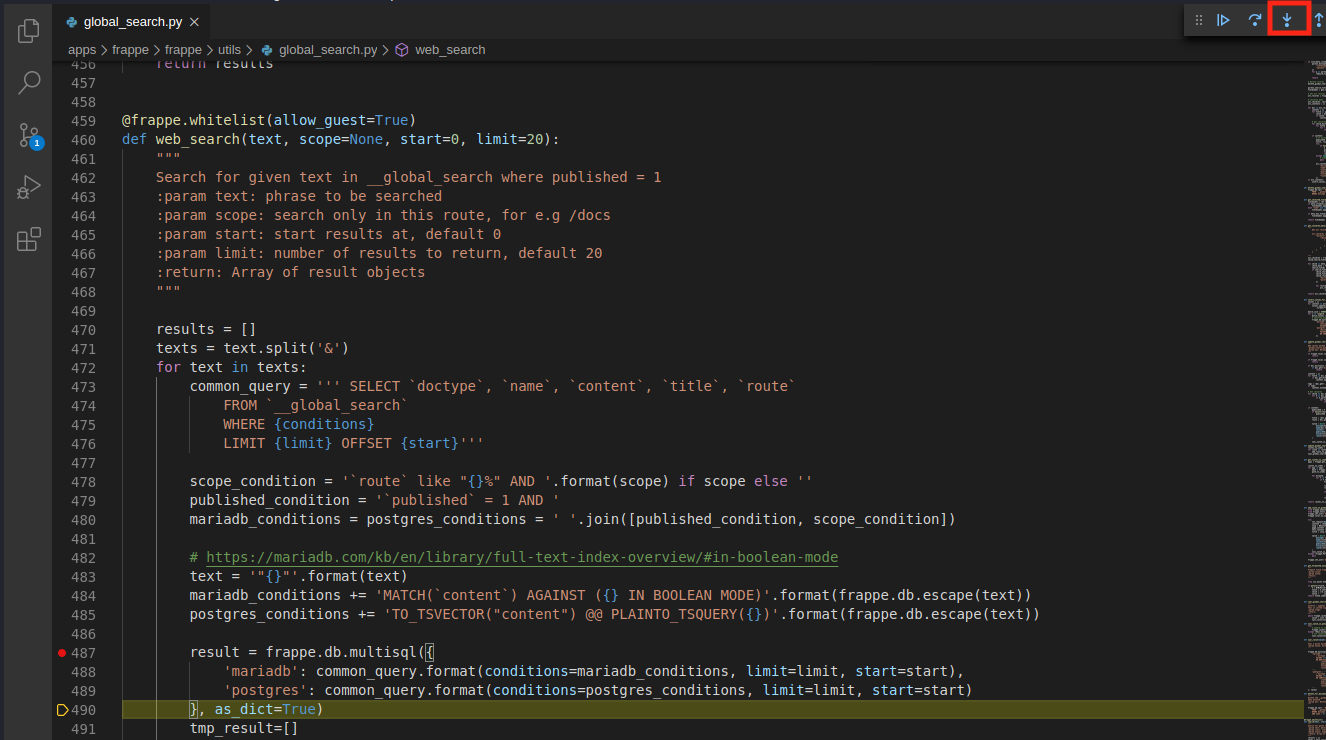 global_search.py
apps > frappe > frappe > utils > global_search.py > web_search
456 return results
457
458
459 @frappe.whitelist(allow_guest=True)
460 def web_search(text, scope=None, start=0, limit=20):
461 """
462 Search for given text in __global_search where published = 1
463 :param text: phrase to be searched
464 :param scope: search only in this route, for e.g /docs
465 :param start: start results at, default 0
466 :param limit: number of results to return, default 20
467 :return: Array of result objects
468 """
469
470 results = []
471 texts = text.split('&')
472 for text in texts:
473 common_query = ''' SELECT `doctype`, `name`, `content`, `title`, `route`
474 FROM `__global_search`
475 WHERE {conditions}
476 LIMIT {limit} OFFSET {start}'''
477
478 scope_condition = '`route` like "{}%" AND '.format(scope) if scope else ''
479 published_condition = '`published` = 1 AND '
480 mariadb_conditions = postgres_conditions = ' '.join([published_condition, scope_condition])
481
482 # https://mariadb.com/kb/en/library/full-text-index-overview/#in-boolean-mode
483 text = '"{}"'.format(text)
484 mariadb_conditions += 'MATCH(`content`) AGAINST ({} IN BOOLEAN MODE)'.format(frappe.db.escape(text))
485 postgres_conditions += 'TO_TSVECTOR("content") @@ PLAINTO_TSQUERY({})'.format(frappe.db.escape(text))
486
487 result = frappe.db.multisql({
488 'mariadb': common_query.format(conditions=mariadb_conditions, limit=limit, start=start),
489 'postgres': common_query.format(conditions=postgres_conditions, limit=limit, start=start)
490 }, as_dict=True)
491 tmp_result=[]
1